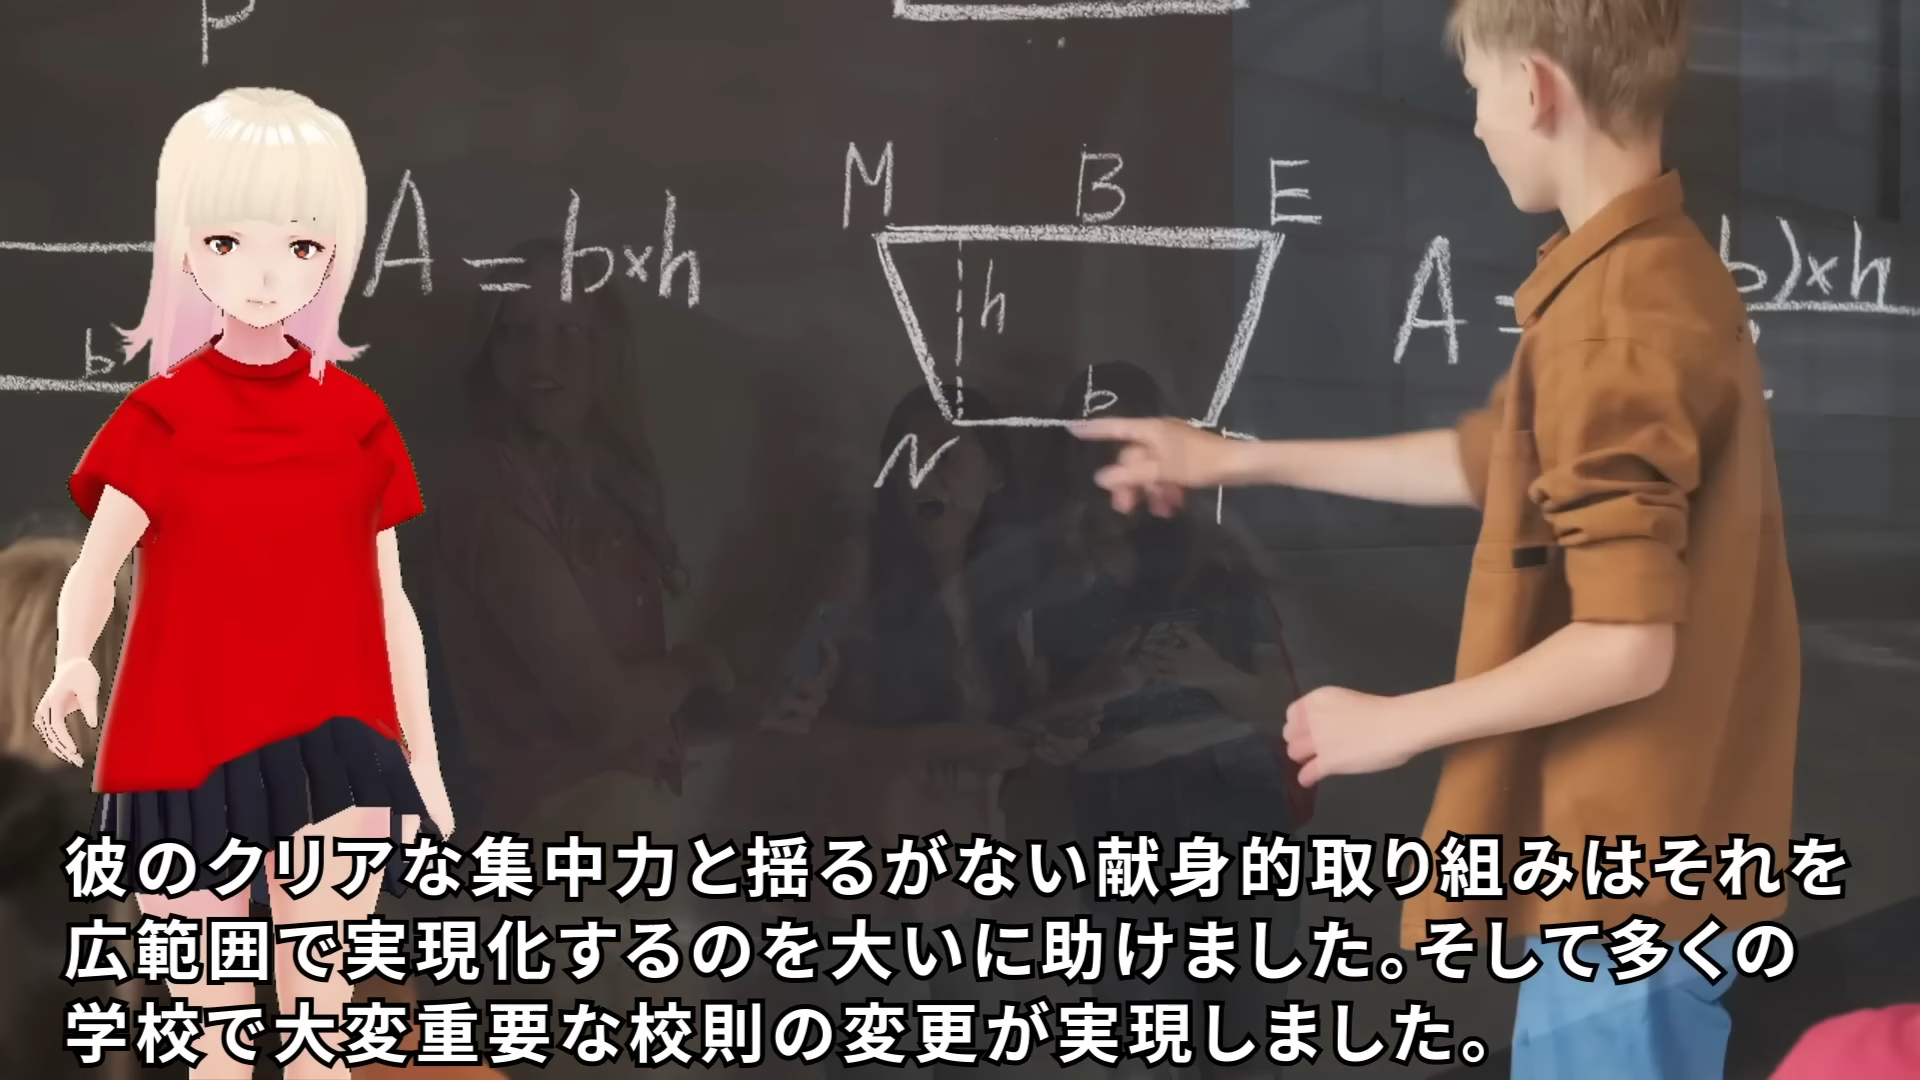 P
A = b×h
b
M B E
h
b
N
A =
b)×h
彼のクリアな集中力と揺るがない献身的取り組みはそれを
広範囲で実現化するのを大いに助けました。そして多くの
学校で大変重要な校則の変更が実現しました。